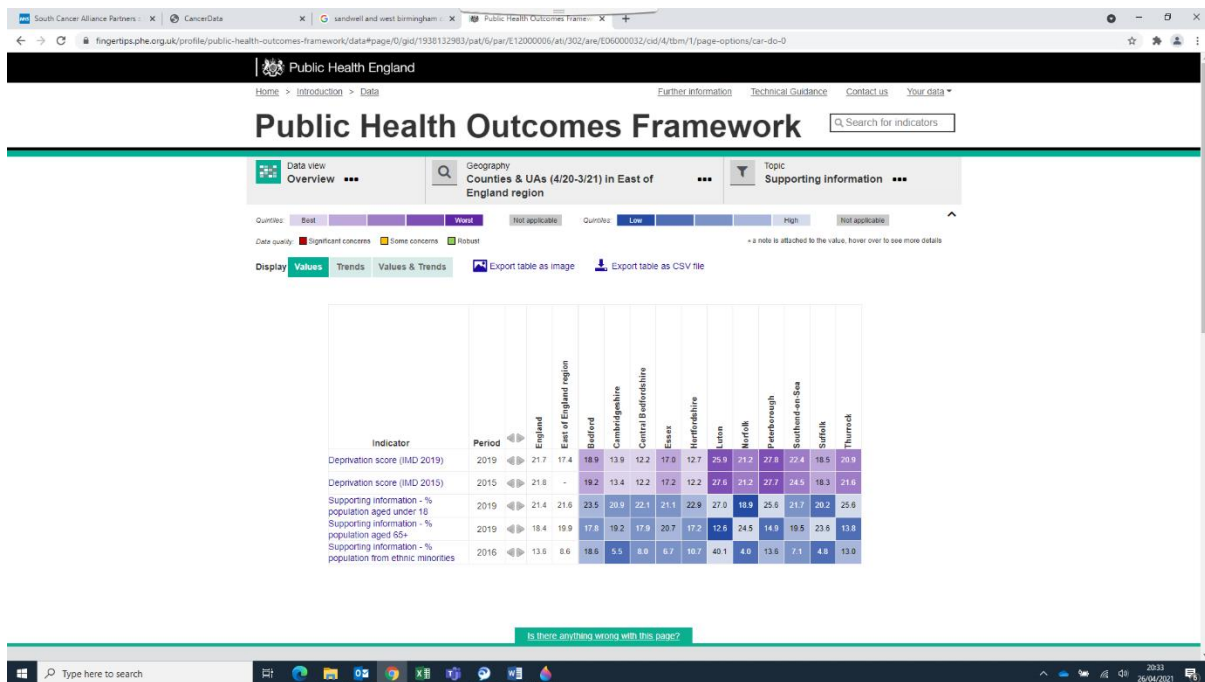 South Cancer Alliance Partners
CancerData
sandwell and west birmingham
Public Health Outcomes Framew
fingertips.phe.org.uk/profile/public-health-outcomes-framework/data#page/0/gid/1938132983/pat/6/par/E12000006/ati/302/are/E06000032/cid/4/tbm/1/page-options/car-do-0
Public Health England
Home > Introduction > Data
Further information Technical Guidance Contact us Your data
Public Health Outcomes Framework
Search for indicators
Data view
Overview
Geography
Counties & UAs (4/20-3/21) in East of
England region
Topic
Supporting information
Quintiles: Best Worst Not applicable Quintiles: Low High Not applicable
Data quality: Significant concerns Some concerns Robust
* a note is attached to the value, hover over to see more details
Display Values Trends Values & Trends Export table as image Export table as CSV file
Indicator Period England East of England region Bedford Cambridgeshire Central Bedfordshire Essex Hertfordshire Luton Norfolk Peterborough Southend-on-Sea Suffolk Thurrock
Deprivation score (IMD 2019) 2019 21.7 17.4 18.9 13.9 12.2 17.0 12.7 25.9 21.2 27.8 22.4 18.5 20.9
Deprivation score (IMD 2015) 2015 21.8 - 19.2 13.4 12.2 17.2 12.2 27.6 21.2 27.7 24.5 18.3 21.6
Supporting information - %
population aged under 18 2019 21.4 21.6 23.5 20.9 22.1 21.1 22.9 27.0 18.9 25.6 21.7 20.2 25.6
Supporting information - %
population aged 65+ 2019 18.4 19.9 17.8 19.2 17.9 20.7 17.2 12.6 24.5 14.9 19.5 23.6 13.8
Supporting information - %
population from ethnic minorities 2016 13.6 8.6 18.6 5.5 8.0 6.7 10.7 40.1 4.0 13.6 7.1 4.8 13.0
Is there anything wrong with this page?
Type here to search
20:33
26/04/2021